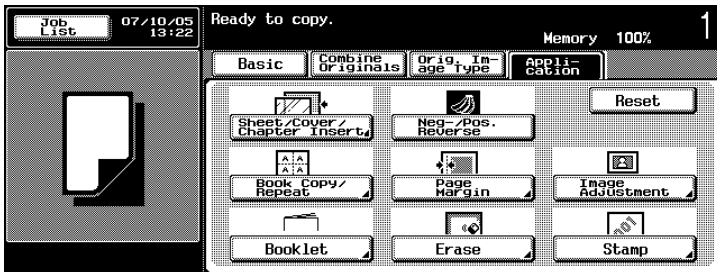 Job
List
07/10/05
13:22
Ready to copy.
Memory 100%
1
Basic
Combine
Originals
Orig. Im-
age Type
Appli-
cation
Sheet/Cover/
Chapter Insert
Neg-/Pos.
Reverse
Reset
A A
A A
Book Copy/
Repeat
Page
Margin
Image
Adjustment
Booklet
Erase
001
Stamp